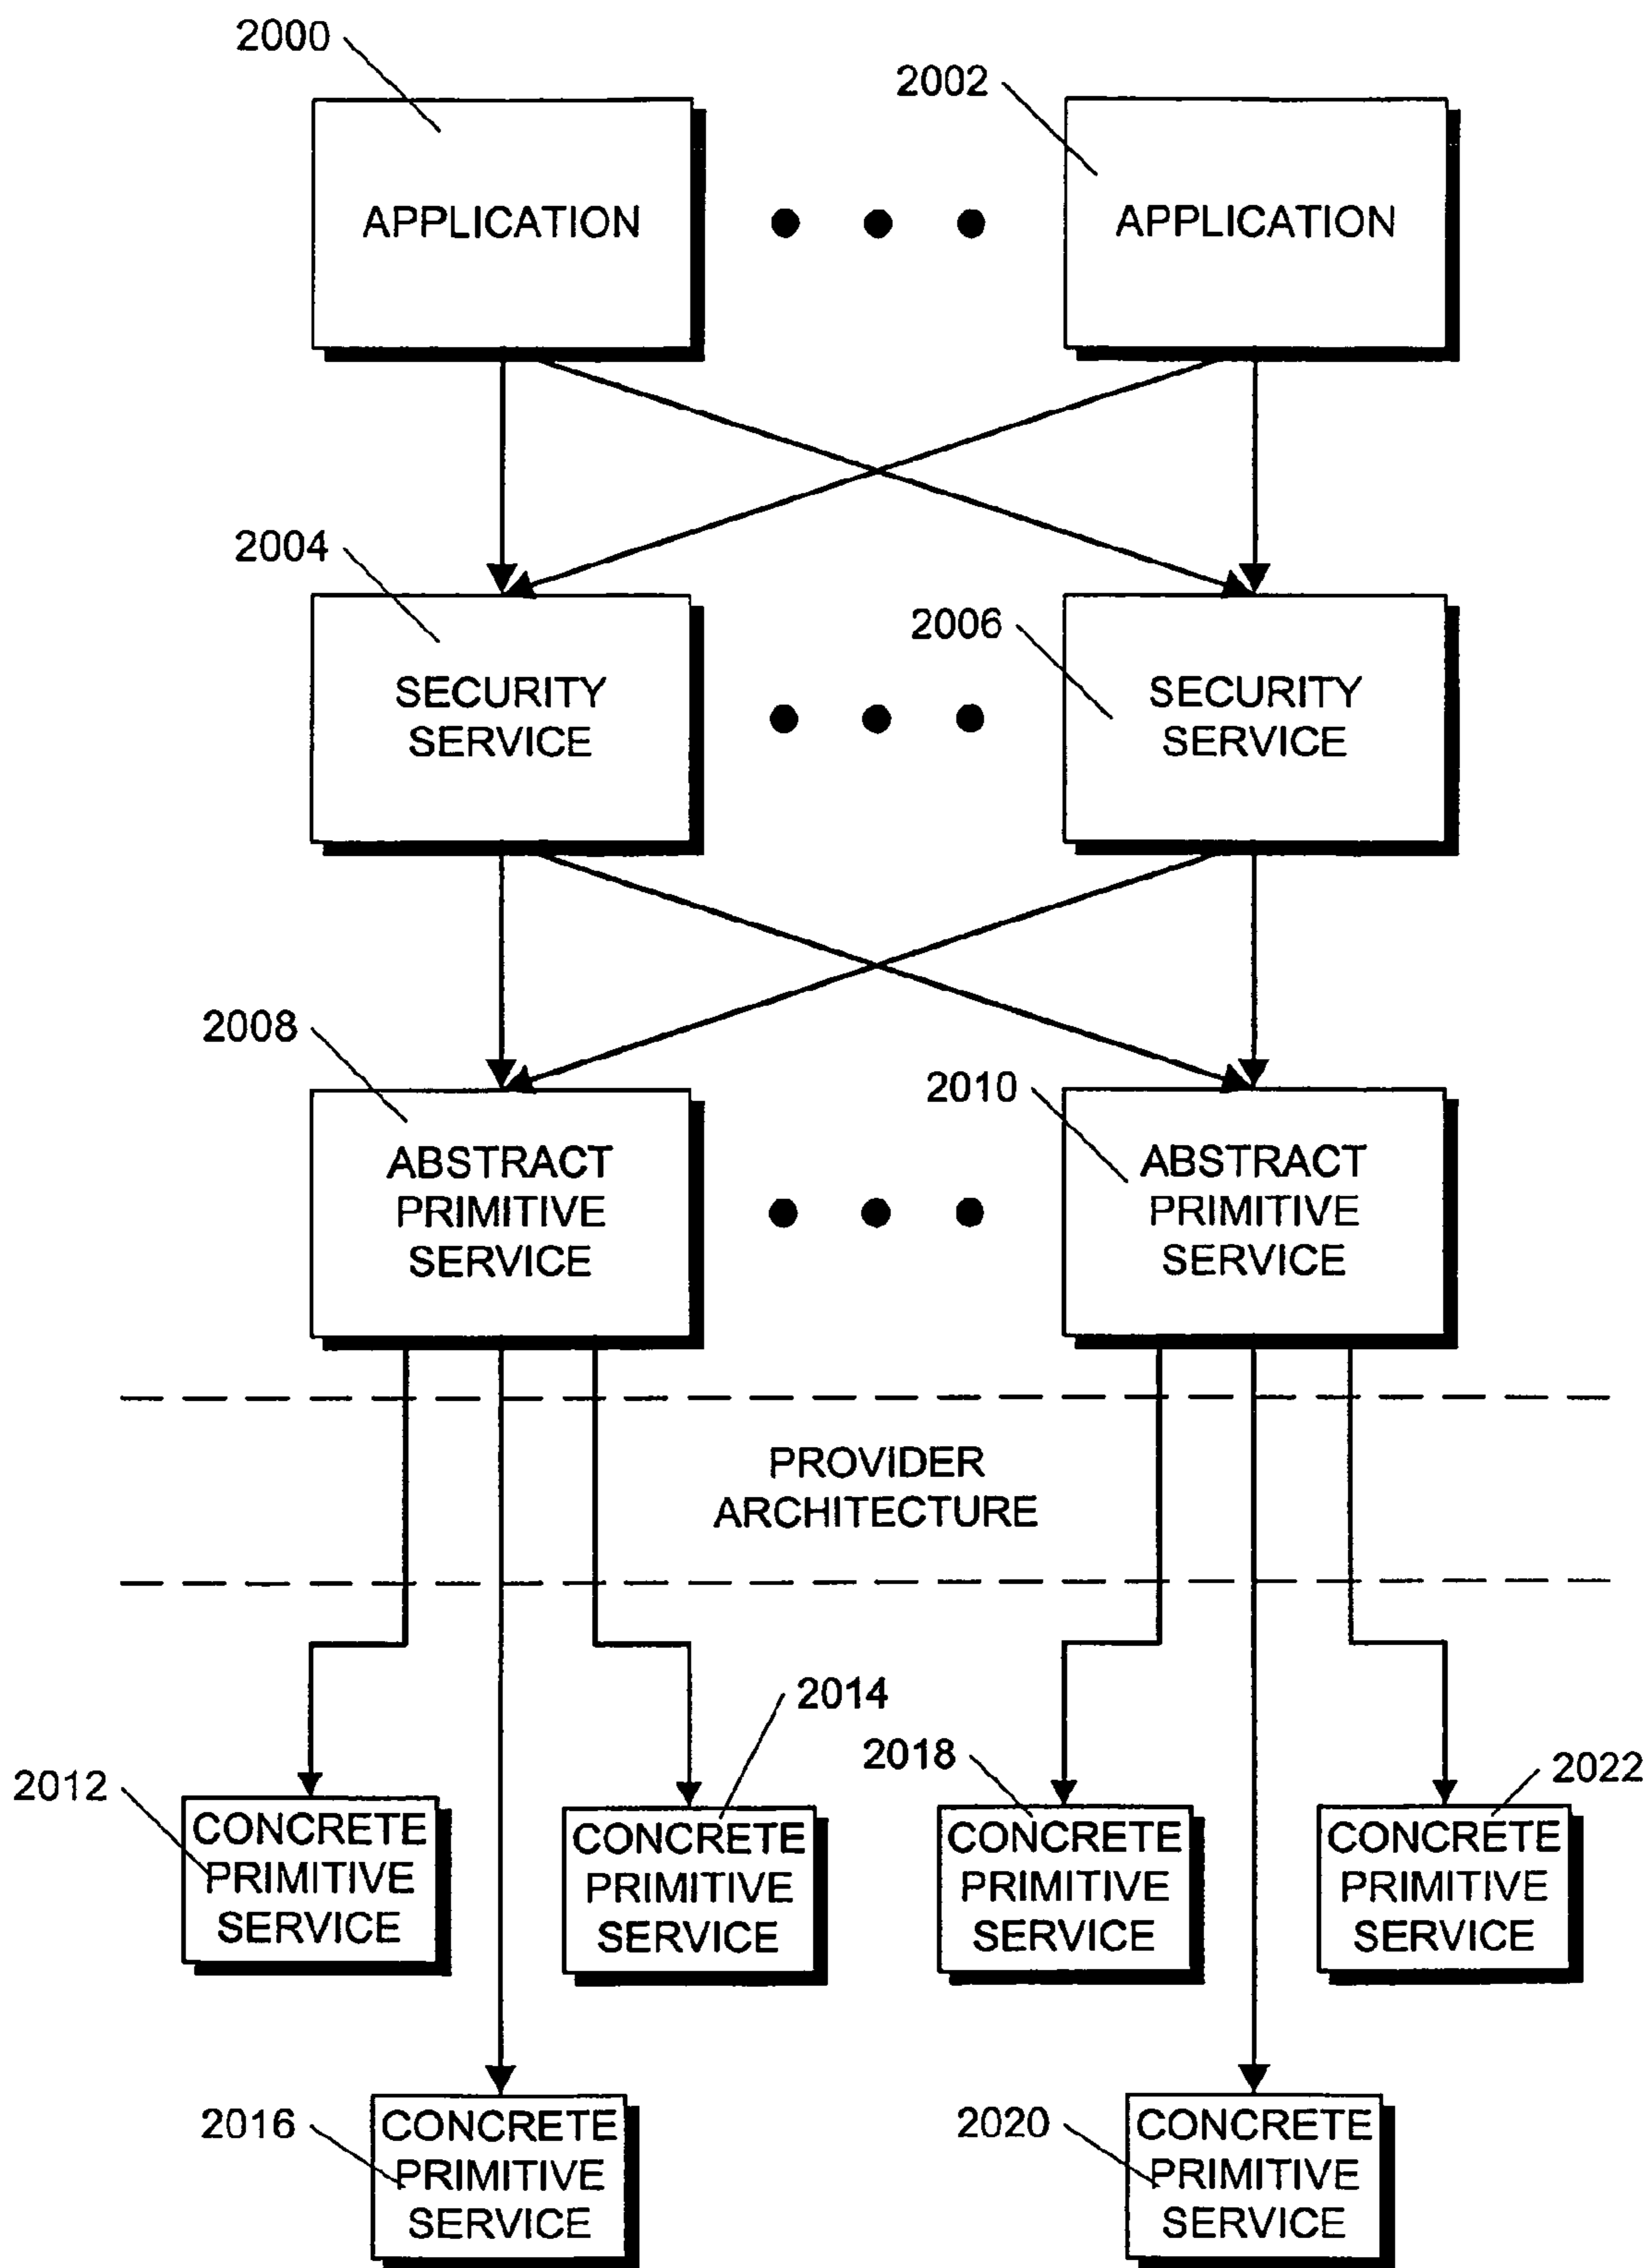 2000
2002
APPLICATION
APPLICATION
2004
2006
SECURITY
SERVICE
SECURITY
SERVICE
2008
2010
ABSTRACT
PRIMITIVE
SERVICE
ABSTRACT
PRIMITIVE
SERVICE
PROVIDER
ARCHITECTURE
2012
2014
2018
2022
CONCRETE
PRIMITIVE
SERVICE
CONCRETE
PRIMITIVE
SERVICE
CONCRETE
PRIMITIVE
SERVICE
CONCRETE
PRIMITIVE
SERVICE
2016
2020
CONCRETE
PRIMITIVE
SERVICE
CONCRETE
PRIMITIVE
SERVICE